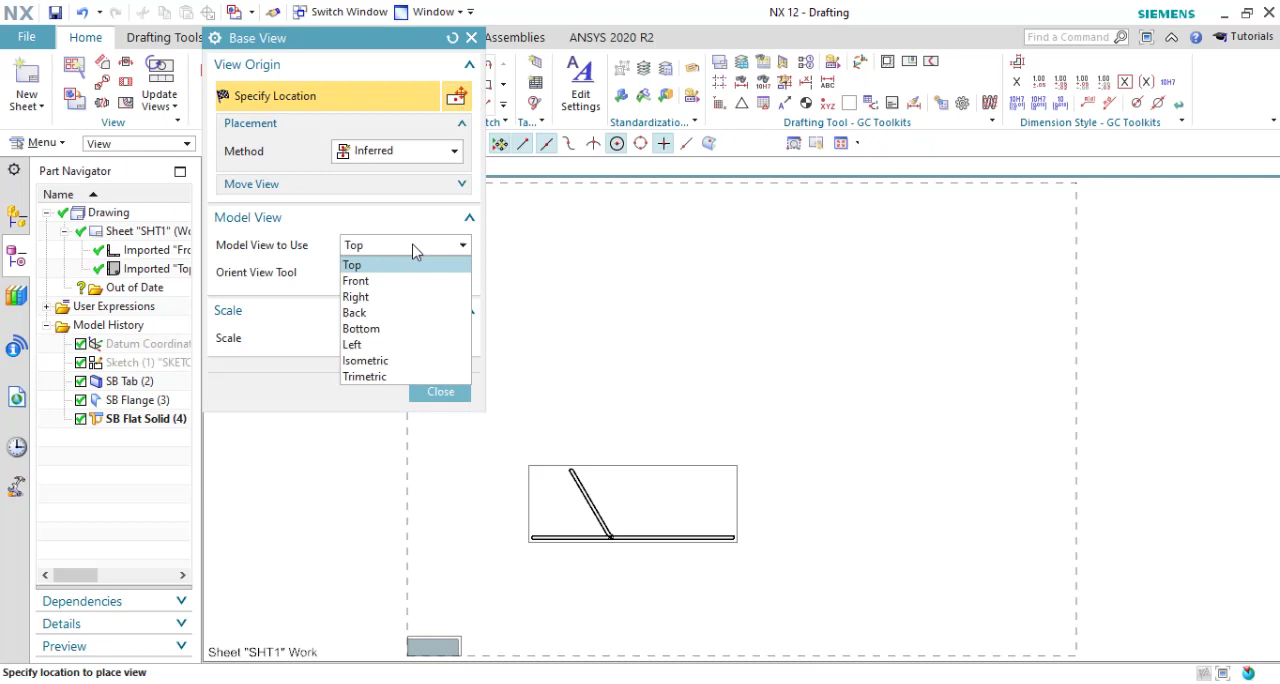 NX
Switch Window
Window
NX 12 - Drafting
SIEMENS
File
Home
Drafting Tools
Assemblies
ANSYS 2020 R2
Find a Command
Tutorials
New
Sheet
Update
Views
View
Edit
Settings
Ta...
Standardizatio...
Drafting Tool - GC Toolkits
Dimension Style - GC Toolkits
Menu
View
Base View
View Origin
Specify Location
Placement
Method
Inferred
Move View
Model View
Model View to Use
Top
Orient View Tool
Top
Front
Right
Back
Bottom
Left
Isometric
Trimetric
Scale
Scale
Close
Part Navigator
Name
Drawing
Sheet "SHT1" (Wo
Imported "Fro
Imported "Top
Out of Date
User Expressions
Model History
Datum Coordinat
Sketch (1) "SKETC
SB Tab (2)
SB Flange (3)
SB Flat Solid (4)
Dependencies
Details
Preview
Sheet "SHT1" Work
Specify location to place view